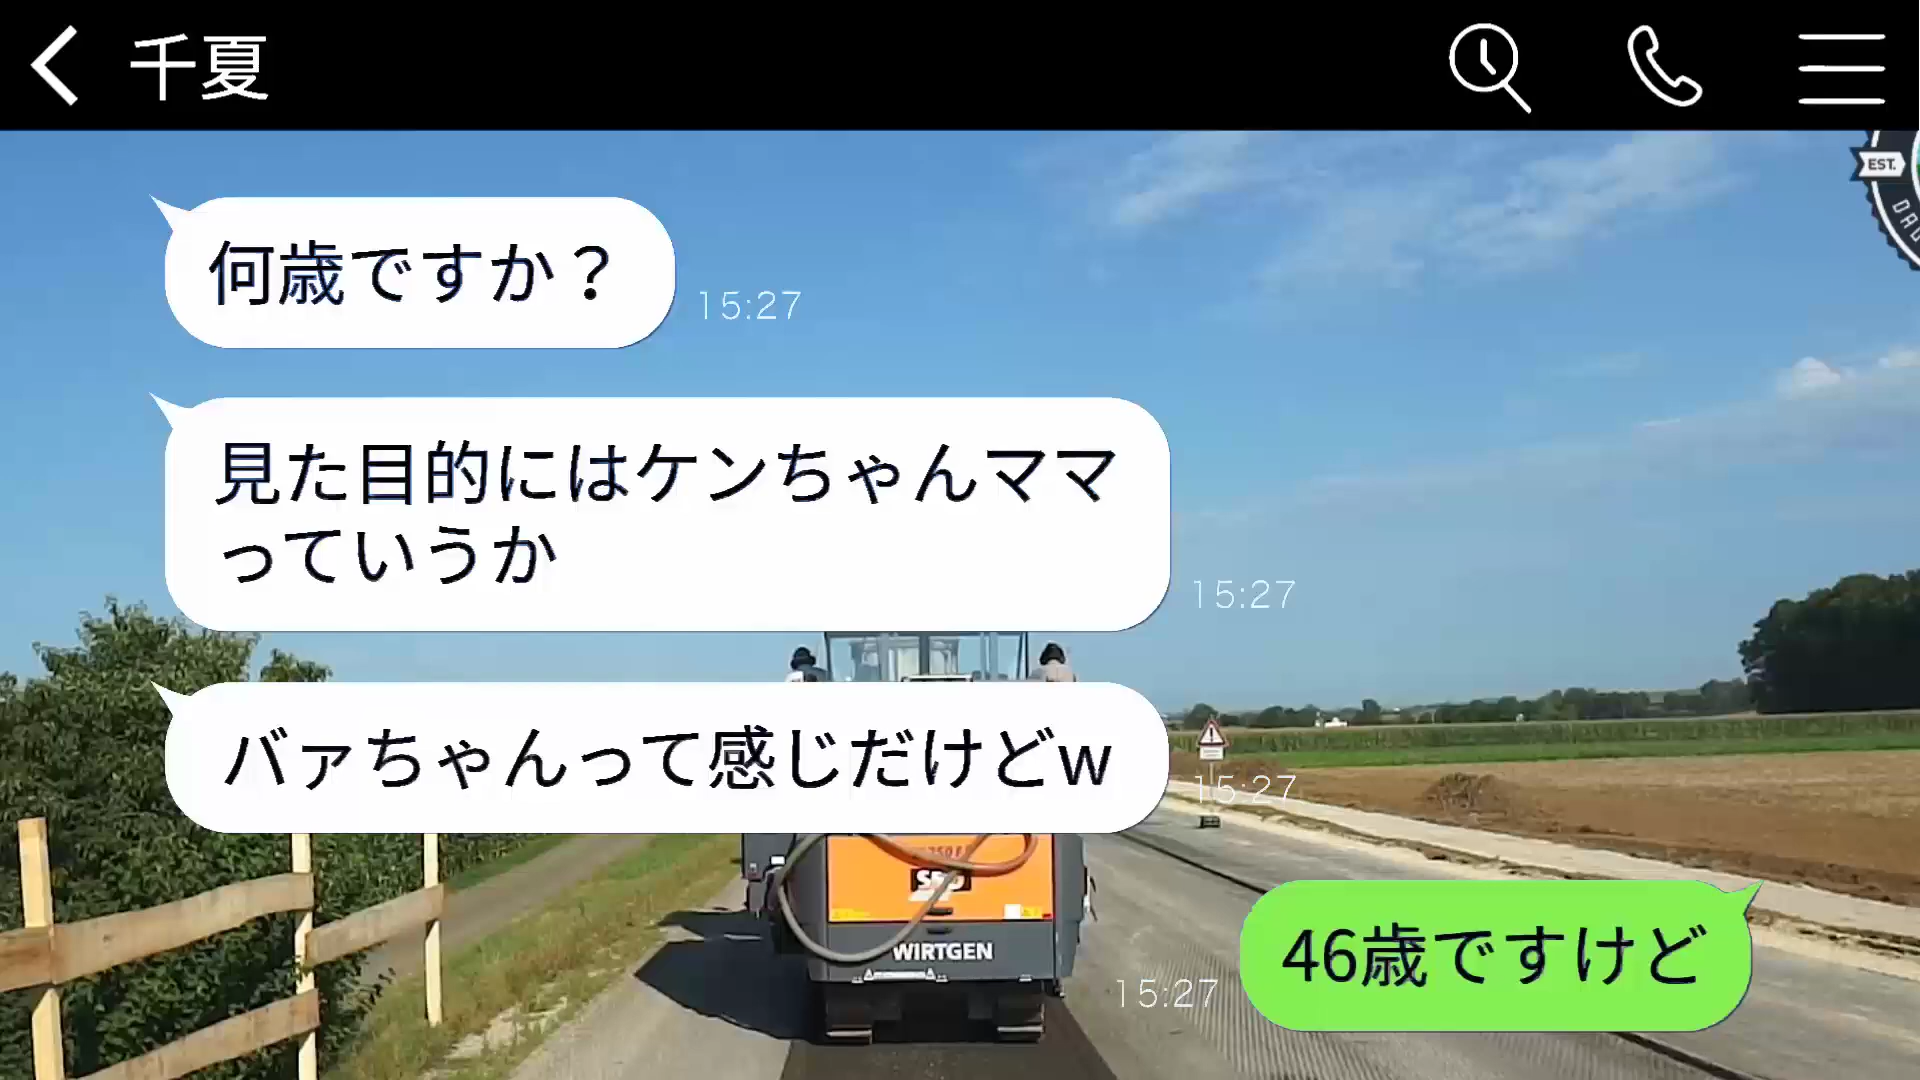 千夏
EST.
何歳ですか？
15:27
見た目的にはケンちゃんママ
っていうか
15:27
バァちゃんって感じだけどw
15:27
WIRTGEN
46歳ですけど
15:27